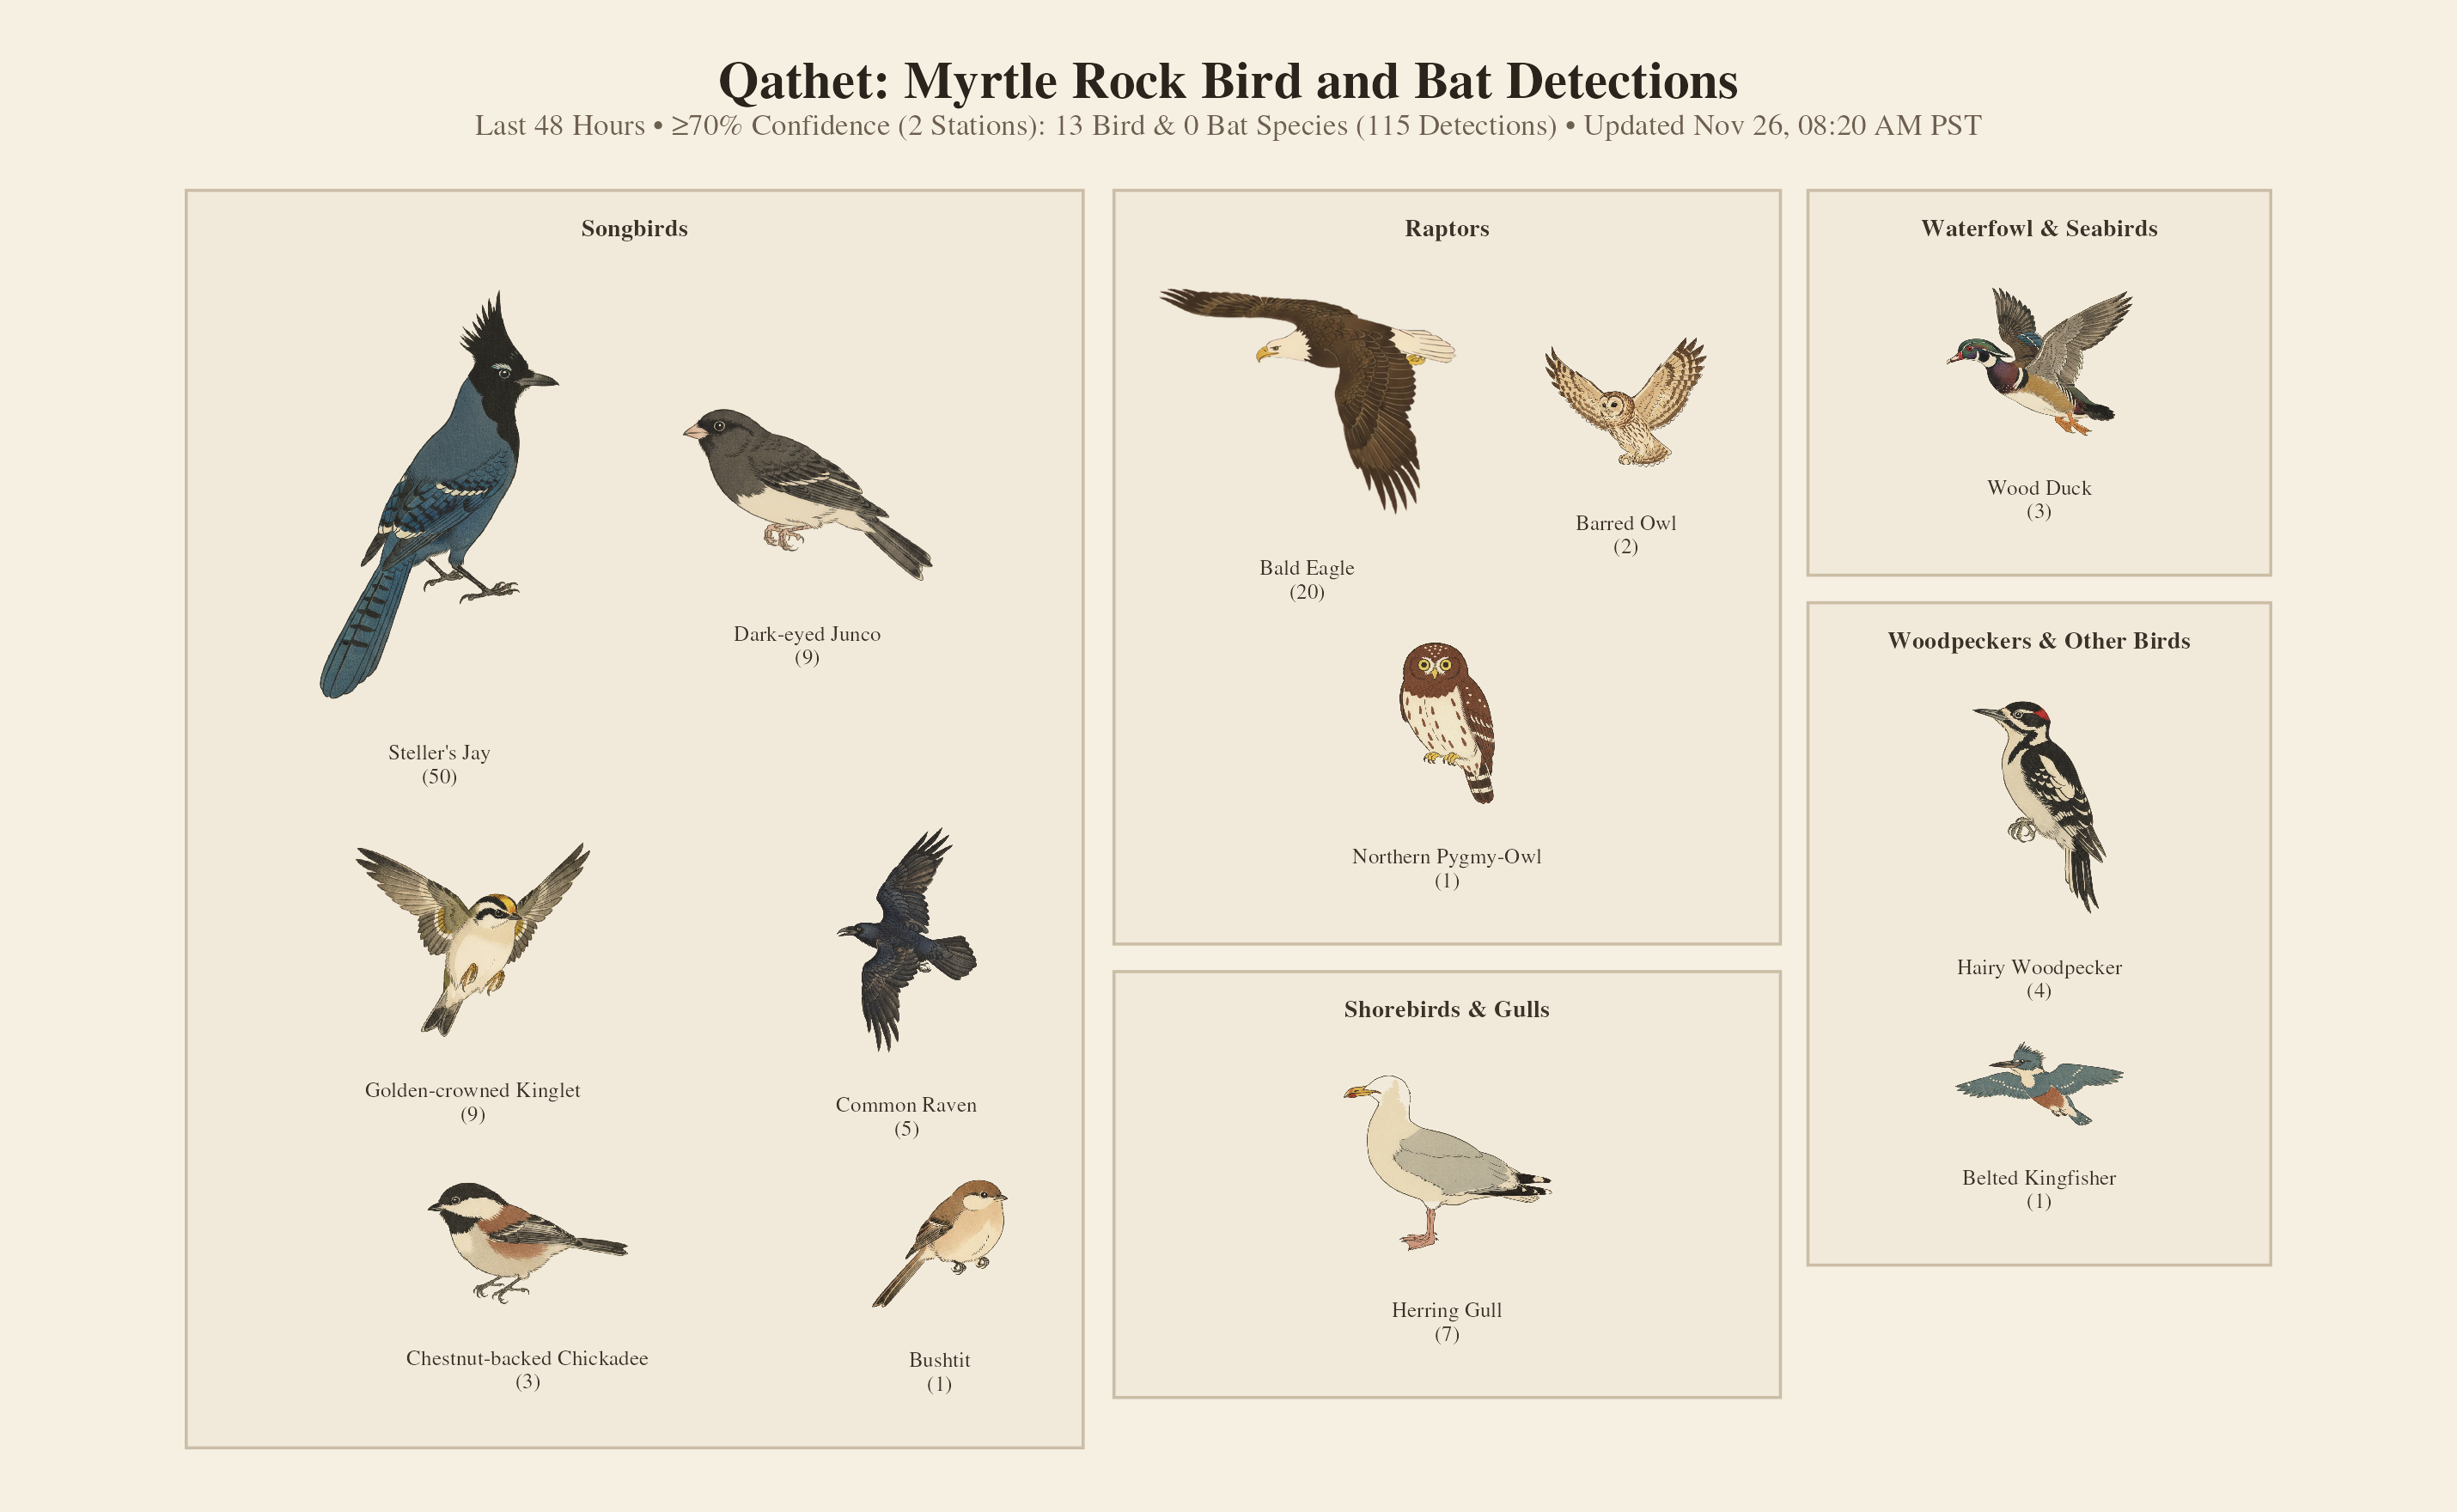 Qathet: Myrtle Rock Bird and Bat Detections
Last 48 Hours • ≥70% Confidence (2 Stations): 13 Bird & 0 Bat Species (115 Detections) • Updated Nov 26, 08:20 AM PST
Songbirds
Steller's Jay
(50)
Dark-eyed Junco
(9)
Golden-crowned Kinglet
(9)
Common Raven
(5)
Chestnut-backed Chickadee
(3)
Bushtit
(1)
Raptors
Bald Eagle
(20)
Barred Owl
(2)
Northern Pygmy-Owl
(1)
Shorebirds & Gulls
Herring Gull
(7)
Waterfowl & Seabirds
Wood Duck
(3)
Woodpeckers & Other Birds
Hairy Woodpecker
(4)
Belted Kingfisher
(1)